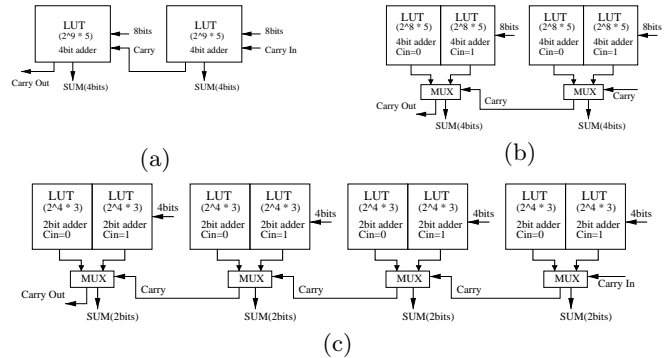 LUT
(2^9 * 5)
4bit adder
8bits
Carry
Carry Out
SUM(4bits)
LUT
(2^9 * 5)
4bit adder
8bits
Carry In
SUM(4bits)
(a)
LUT
(2^8 * 5)
4bit adder
Cin=0
LUT
(2^8 * 5)
4bit adder
Cin=1
8bits
MUX
Carry Out
Carry
SUM(4bits)
LUT
(2^8 * 5)
4bit adder
Cin=0
LUT
(2^8 * 5)
4bit adder
Cin=1
8bits
MUX
Carry
SUM(4bits)
(b)
LUT
(2^4 * 3)
2bit adder
Cin=0
LUT
(2^4 * 3)
2bit adder
Cin=1
4bits
MUX
Carry Out
Carry
SUM(2bits)
LUT
(2^4 * 3)
2bit adder
Cin=0
LUT
(2^4 * 3)
2bit adder
Cin=1
4bits
MUX
Carry
SUM(2bits)
LUT
(2^4 * 3)
2bit adder
Cin=0
LUT
(2^4 * 3)
2bit adder
Cin=1
4bits
MUX
Carry
SUM(2bits)
LUT
(2^4 * 3)
2bit adder
Cin=0
LUT
(2^4 * 3)
2bit adder
Cin=1
4bits
MUX
Carry In
SUM(2bits)
(c)